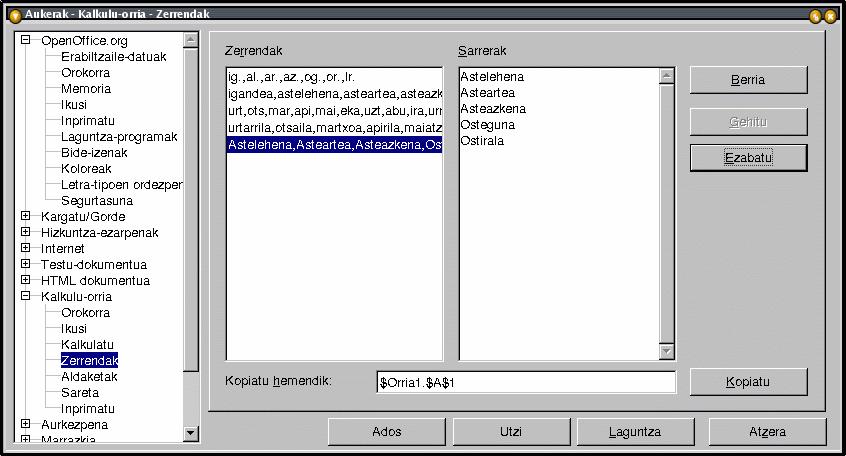 Aukerak - Kalkulu-orria - Zerrendak
OpenOffice.org
Erabiltzaile-datuak
Orokorra
Memoria
Ikusi
Inprimatu
Laguntza-programak
Bide-izenak
Koloreak
Letra-tipoen ordezper
Segurtasuna
Kargatu/Gorde
Hizkuntza-ezarpenak
Internet
Testu-dokumentua
HTML dokumentua
Kalkulu-orria
Orokorra
Ikusi
Kalkulatu
Zerrendak
Aldaketak
Sareta
Inprimatu
Aurkezpena
Marrazkia
Zerrendak
ig.,al.,ar.,az.,og.,or.,lr.
igandea,astelehena,asteartea,asteazk
urt,ots,mar,api,mai,eka,uzt,abu,ira,urr
urtarrila,otsaila,martxoa,apirila,maiatz
Astelehena,Asteartea,Asteazkena,Ost
Sarrerak
Astelehena
Asteartea
Asteazkena
Osteguna
Ostirala
Berria
Gehitu
Ezabatu
Kopiatu hemendik:
$Orria1.$A$1
Kopiatu
Ados
Utzi
Laguntza
Atzera